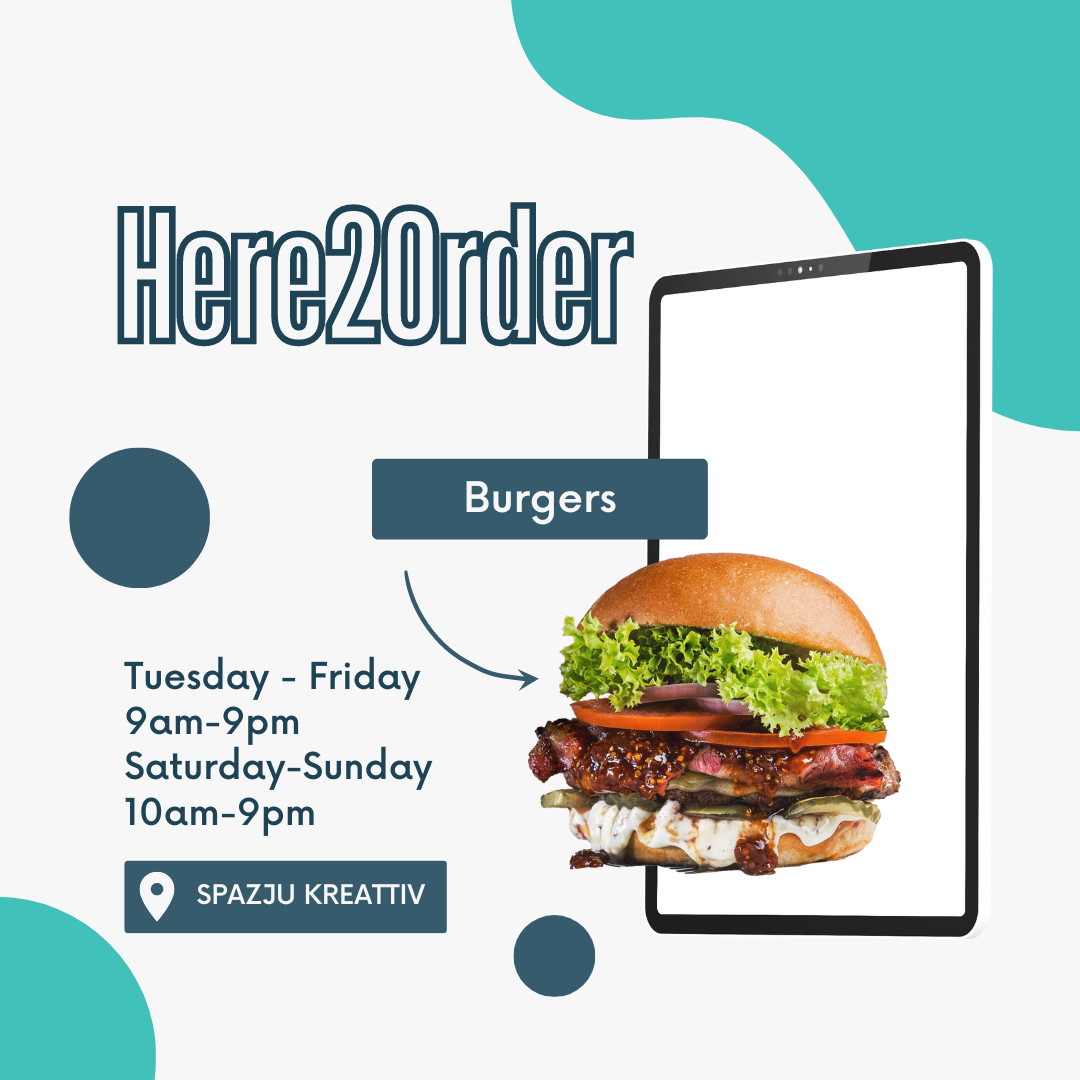 Here2Order
Burgers
Tuesday - Friday
9am-9pm
Saturday-Sunday
10am-9pm
SPAZJU KREATTIV